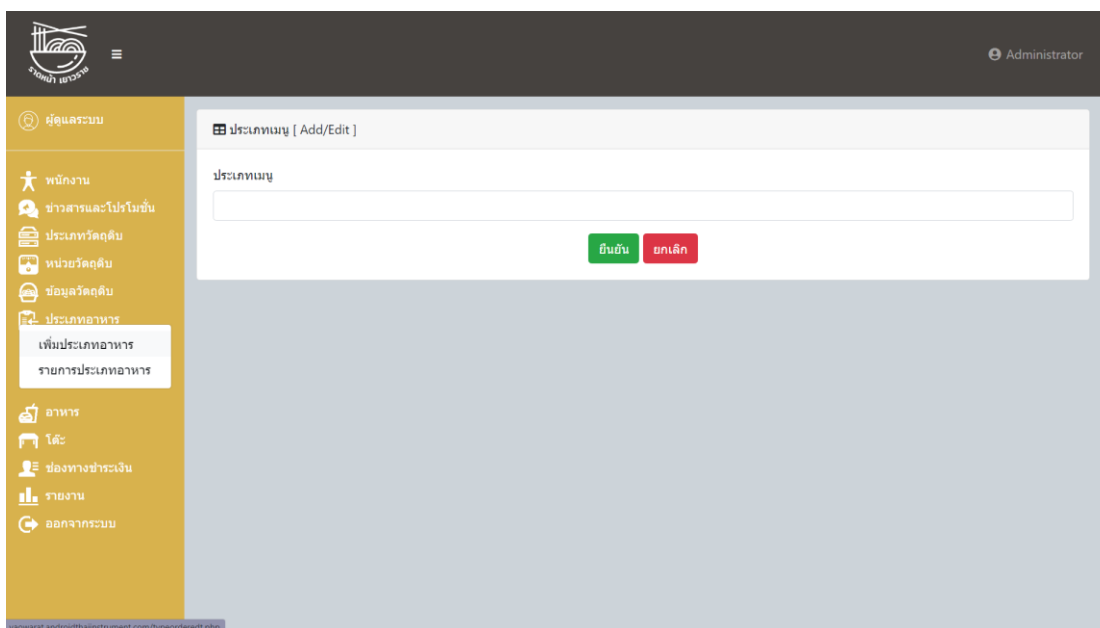 ราดหน้า เยาวราช
Administrator
ผู้ดูแลระบบ
ประเภทเมนู [ Add/Edit ]
พนักงาน
ประเภทเมนู
ข่าวสารและโปรโมชั่น
ประเภทวัตถุดิบ
หน่วยวัตถุดิบ
ยืนยัน
ยกเลิก
ข้อมูลวัตถุดิบ
ประเภทอาหาร
เพิ่มประเภทอาหาร
รายการประเภทอาหาร
อาหาร
โต๊ะ
ช่องทางชำระเงิน
รายงาน
ออกจากระบบ